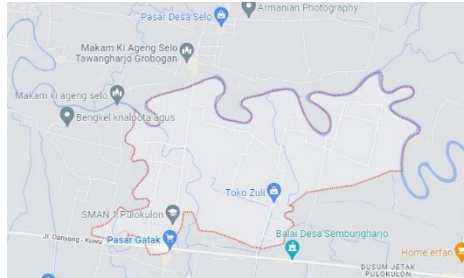 Armanian Photography
Pasar Desa Selo
Makam Ki Ageng Selo
Tawangharjo Grobogan
Makam ki ageng selo
Bengkel knalpota agus
Toko Zuli
SMAN 1 Pulokulon
Pasar Gatak
Balai Desa Sembungharjo
Jl. Danyang - Kuwu
Home erfan
DUSUM JETAK
PULOKULON